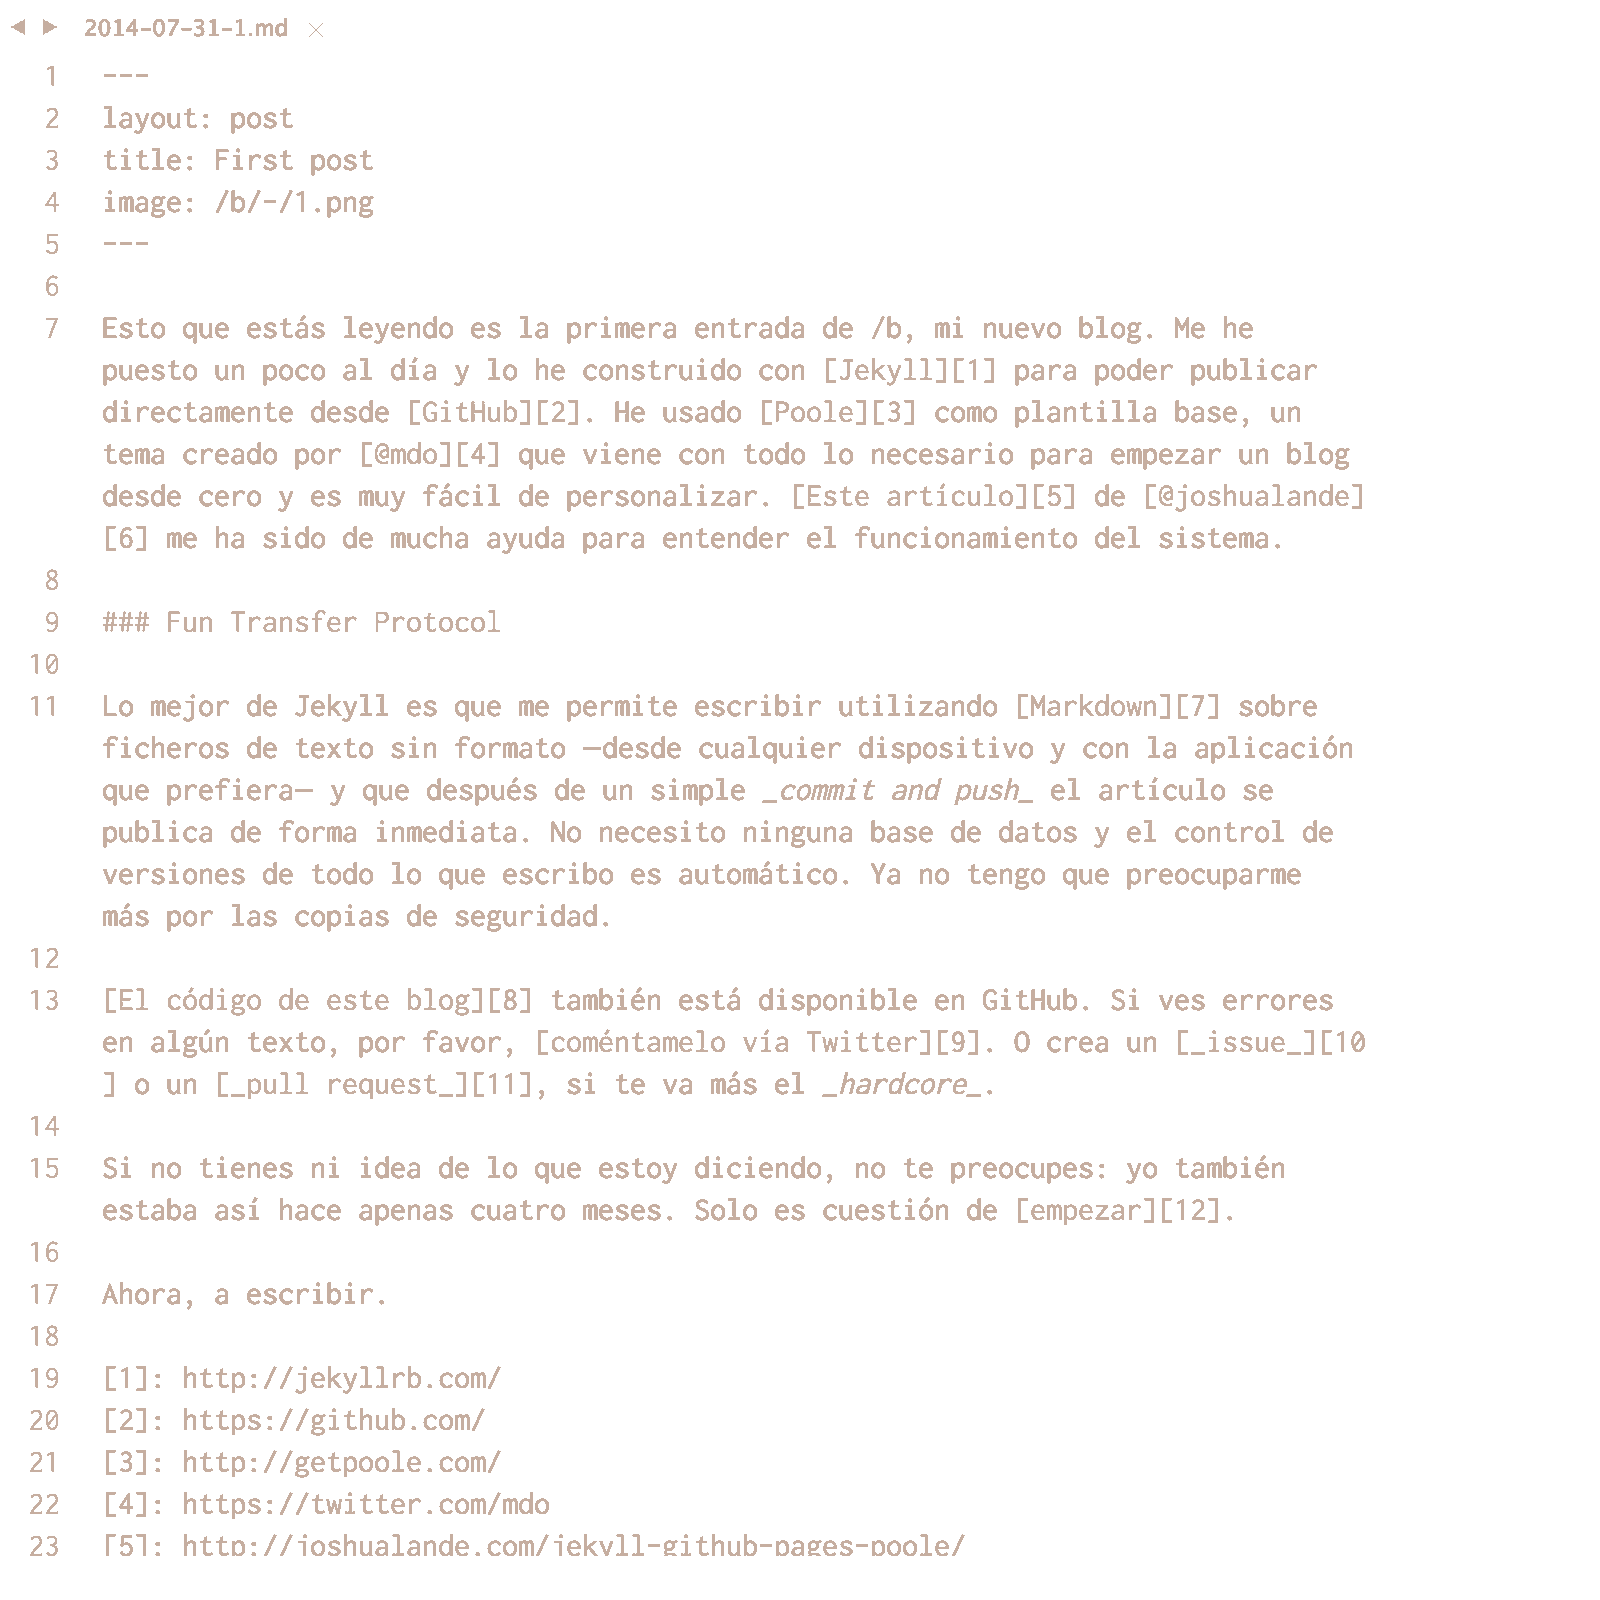 2014-07-31-1.md ×
1 ---
2 layout: post
3 title: First post
4 image: /b/-/1.png
5 ---
6
7 Esto que estás leyendo es la primera entrada de /b, mi nuevo blog. Me he
puesto un poco al día y lo he construido con [Jekyll][1] para poder publicar
directamente desde [GitHub][2]. He usado [Poole][3] como plantilla base, un
tema creado por [@mdo][4] que viene con todo lo necesario para empezar un blog
desde cero y es muy fácil de personalizar. [Este artículo][5] de [@joshualande]
[6] me ha sido de mucha ayuda para entender el funcionamiento del sistema.
8
9 ### Fun Transfer Protocol
10
11 Lo mejor de Jekyll es que me permite escribir utilizando [Markdown][7] sobre
ficheros de texto sin formato —desde cualquier dispositivo y con la aplicación
que prefiera— y que después de un simple _commit and push_ el artículo se
publica de forma inmediata. No necesito ninguna base de datos y el control de
versiones de todo lo que escribo es automático. Ya no tengo que preocuparme
más por las copias de seguridad.
12
13 [El código de este blog][8] también está disponible en GitHub. Si ves errores
en algún texto, por favor, [coméntamelo vía Twitter][9]. O crea un [_issue_][10
] o un [_pull request_][11], si te va más el _hardcore_.
14
15 Si no tienes ni idea de lo que estoy diciendo, no te preocupes: yo también
estaba así hace apenas cuatro meses. Solo es cuestión de [empezar][12].
16
17 Ahora, a escribir.
18
19 [1]: http://jekyllrb.com/
20 [2]: https://github.com/
21 [3]: http://getpoole.com/
22 [4]: https://twitter.com/mdo
23 [5]: http://joshualande.com/jekyll-github-pages-poole/